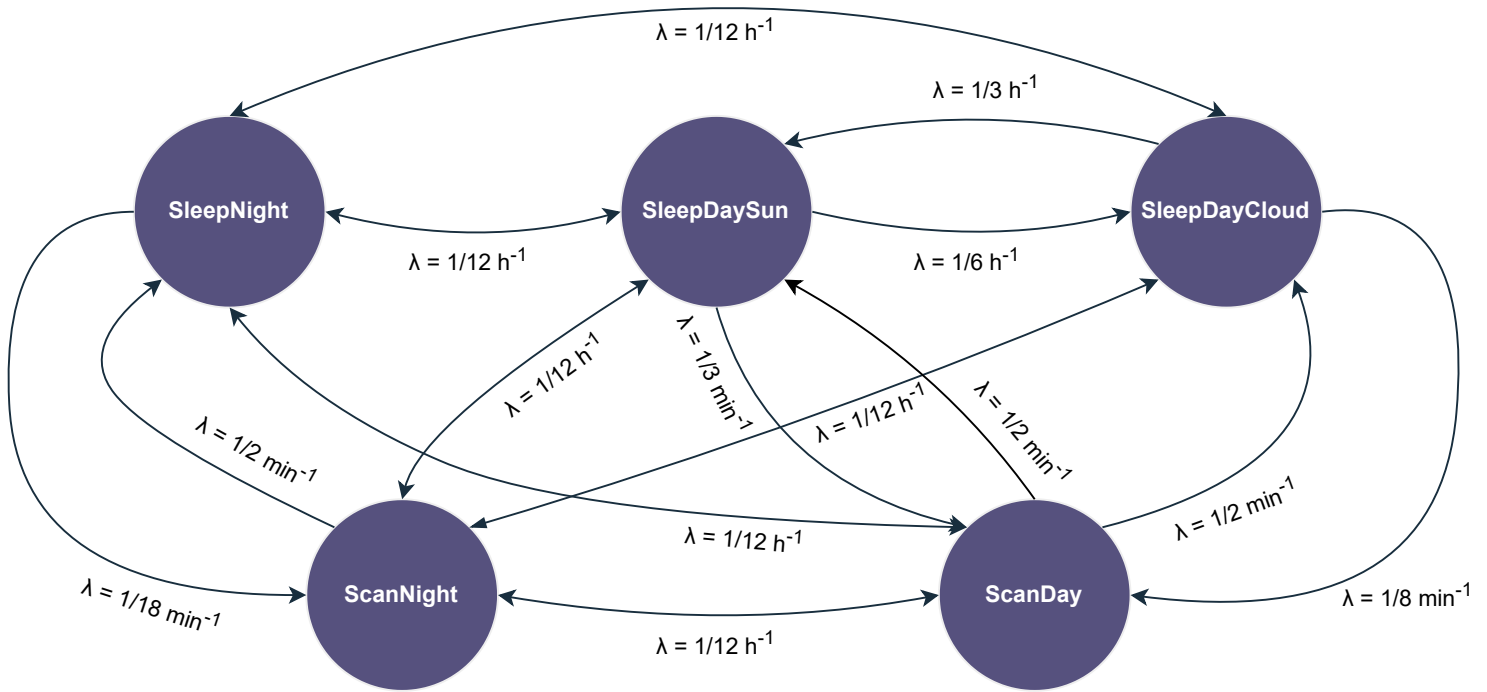 λ = 1/12 h⁻¹
λ = 1/3 h⁻¹
SleepNight
SleepDaySun
SleepDayCloud
λ = 1/12 h⁻¹
λ = 1/6 h⁻¹
λ = 1/12 h⁻¹
λ = 1/3 min⁻¹
λ = 1/12 h⁻¹
λ = 1/2 min⁻¹
λ = 1/2 min⁻¹
λ = 1/2 min⁻¹
λ = 1/12 h⁻¹
λ = 1/18 min⁻¹
ScanNight
ScanDay
λ = 1/8 min⁻¹
λ = 1/12 h⁻¹